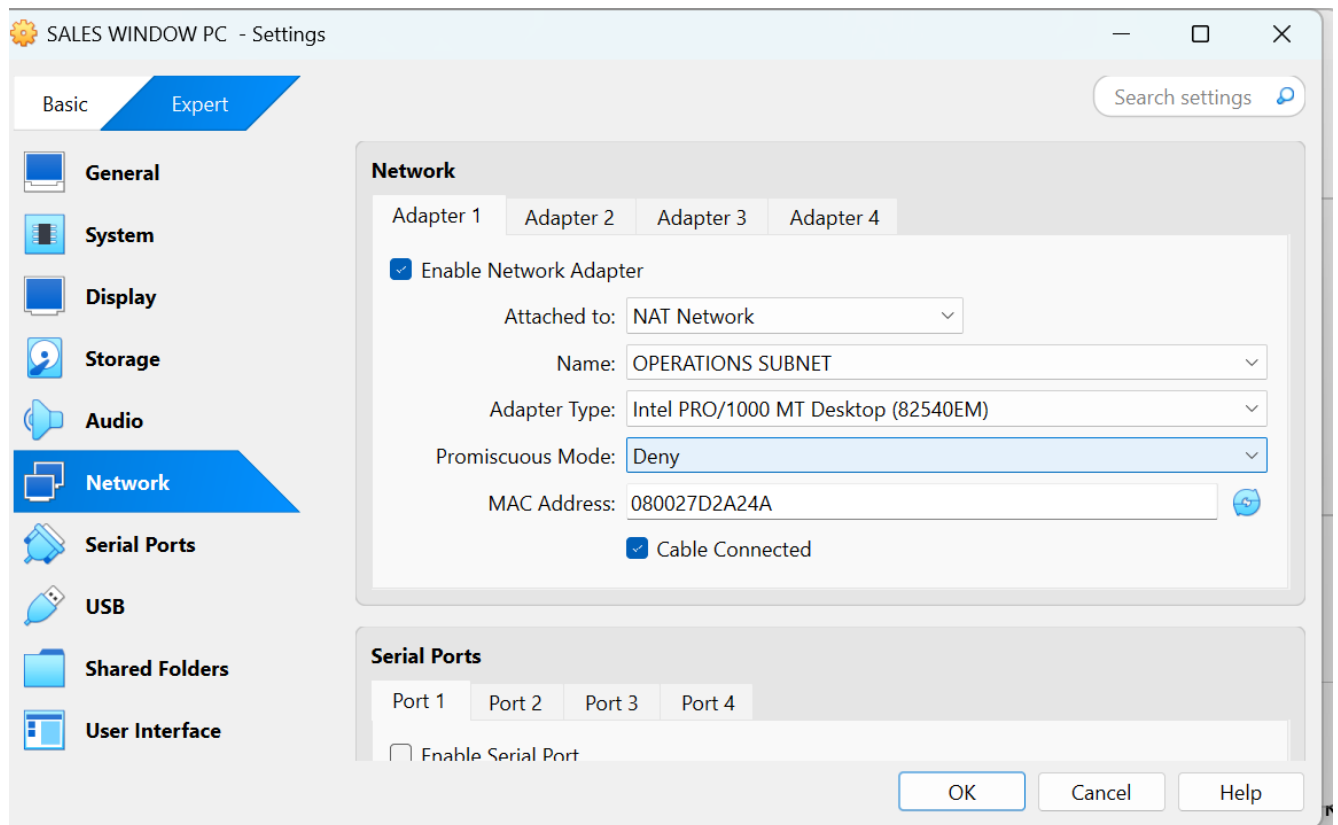 SALES WINDOW PC - Settings
Basic
Expert
Search settings
General
System
Display
Storage
Audio
Network
Serial Ports
USB
Shared Folders
User Interface
Network
Adapter 1
Adapter 2
Adapter 3
Adapter 4
Enable Network Adapter
Attached to: NAT Network
Name: OPERATIONS SUBNET
Adapter Type: Intel PRO/1000 MT Desktop (82540EM)
Promiscuous Mode: Deny
MAC Address: 080027D2A24A
Cable Connected
Serial Ports
Port 1
Port 2
Port 3
Port 4
Enable Serial Port
OK
Cancel
Help